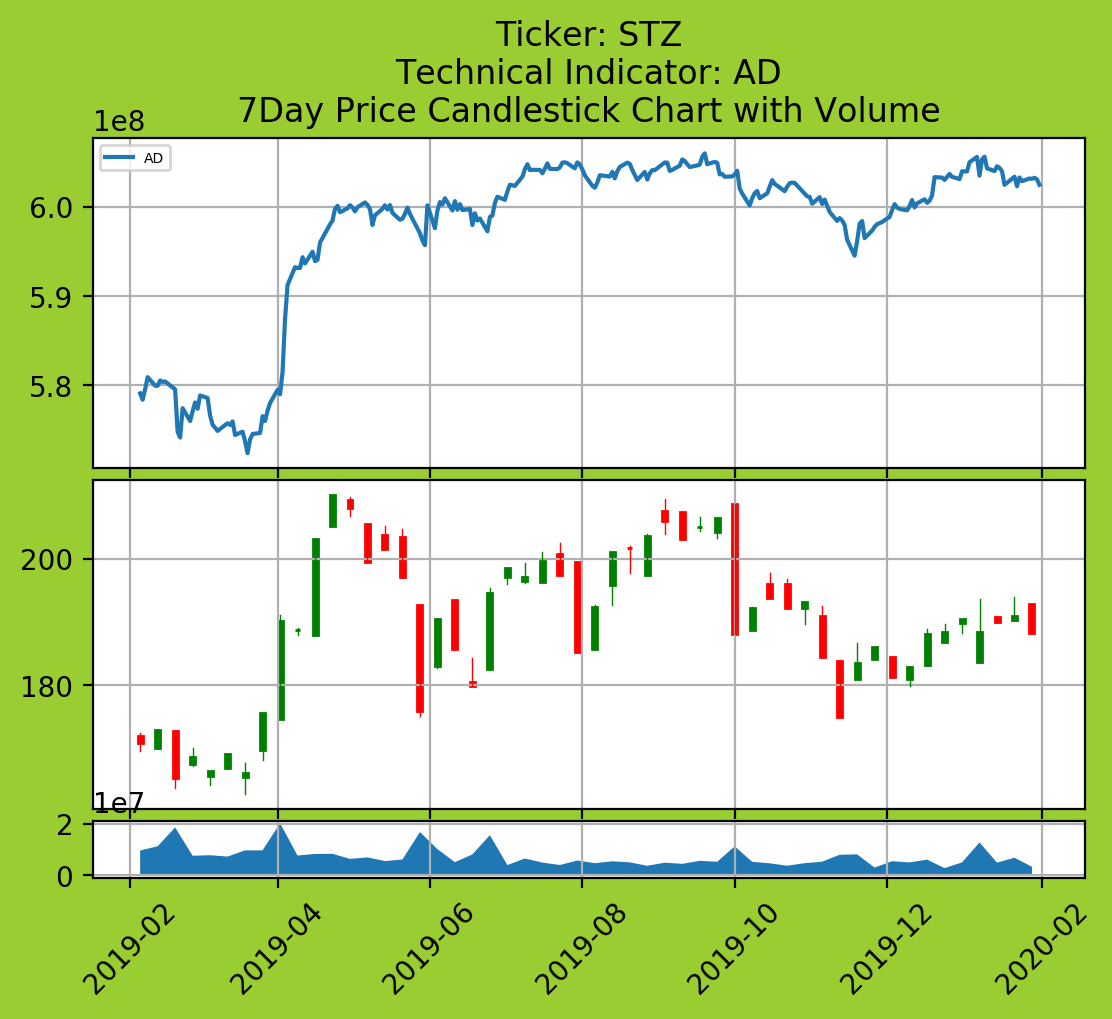 Ticker: STZ
Technical Indicator: AD
7Day Price Candlestick Chart with Volume
1e8
AD
6.0
5.9
5.8
200
180
1e7
2
0
2019-02
2019-04
2019-06
2019-08
2019-10
2019-12
2020-02